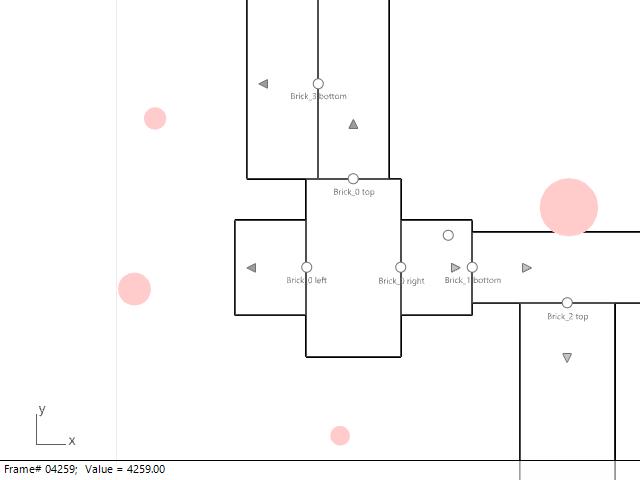 Brick_3 bottom
Brick_0 top
Brick_0 left
Brick_0 right
Brick_1 bottom
Brick_2 top
y
x
Frame# 04259; Value = 4259.00